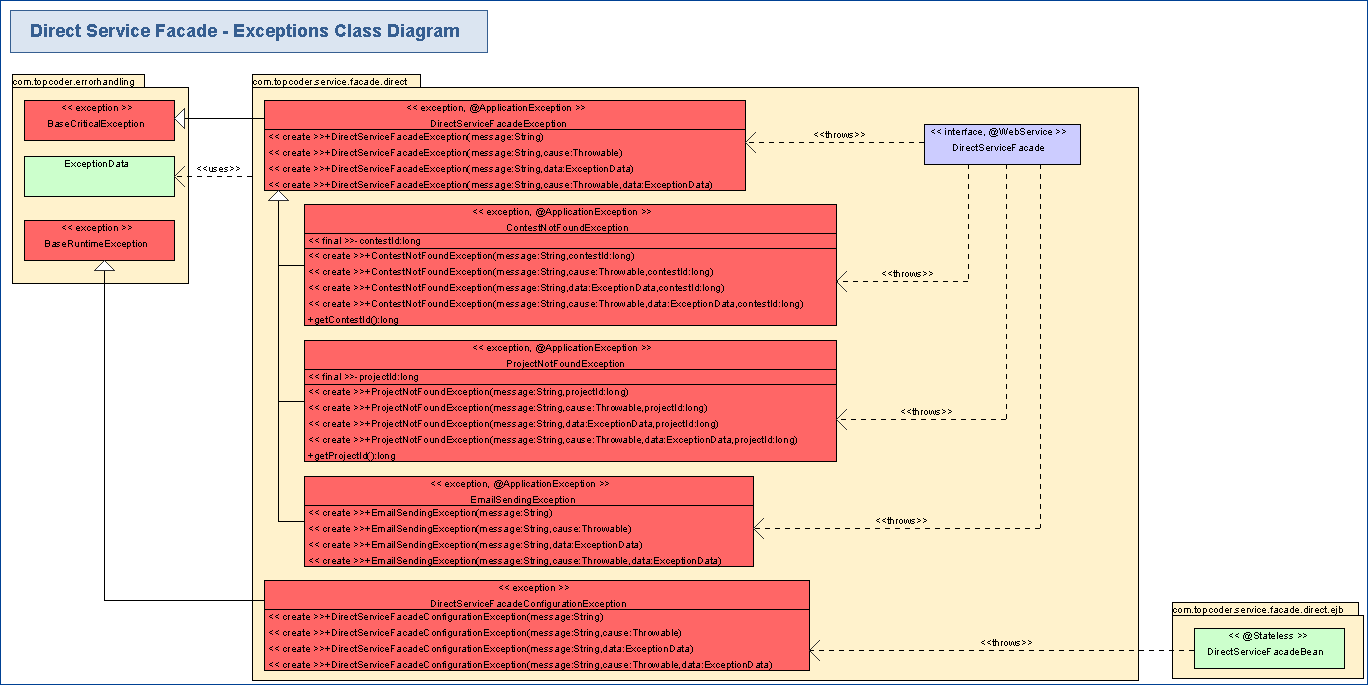 Direct Service Facade - Exceptions Class Diagram
com.topcoder.errorhandling
<< exception >>
BaseCriticalException
ExceptionData
<< exception >>
BaseRuntimeException
<<uses>>
com.topcoder.service.facade.direct
<< exception, @ApplicationException >>
DirectServiceFacadeException
<< create >>+DirectServiceFacadeException(message:String)
<< create >>+DirectServiceFacadeException(message:String,cause:Throwable)
<< create >>+DirectServiceFacadeException(message:String,data:ExceptionData)
<< create >>+DirectServiceFacadeException(message:String,cause:Throwable,data:ExceptionData)
<<throws>>
<< interface, @WebService >>
DirectServiceFacade
<< exception, @ApplicationException >>
ContestNotFoundException
<< final >>-contestId:long
<< create >>+ContestNotFoundException(message:String,contestId:long)
<< create >>+ContestNotFoundException(message:String,cause:Throwable,contestId:long)
<< create >>+ContestNotFoundException(message:String,data:ExceptionData,contestId:long)
<< create >>+ContestNotFoundException(message:String,cause:Throwable,data:ExceptionData,contestId:long)
+getContestId():long
<<throws>>
<< exception, @ApplicationException >>
ProjectNotFoundException
<< final >>-projectId:long
<< create >>+ProjectNotFoundException(message:String,projectId:long)
<< create >>+ProjectNotFoundException(message:String,cause:Throwable,projectId:long)
<< create >>+ProjectNotFoundException(message:String,data:ExceptionData,projectId:long)
<< create >>+ProjectNotFoundException(message:String,cause:Throwable,data:ExceptionData,projectId:long)
+getProjectId():long
<<throws>>
<< exception, @ApplicationException >>
EmailSendingException
<< create >>+EmailSendingException(message:String)
<< create >>+EmailSendingException(message:String,cause:Throwable)
<< create >>+EmailSendingException(message:String,data:ExceptionData)
<< create >>+EmailSendingException(message:String,cause:Throwable,data:ExceptionData)
<<throws>>
<< exception >>
DirectServiceFacadeConfigurationException
<< create >>+DirectServiceFacadeConfigurationException(message:String)
<< create >>+DirectServiceFacadeConfigurationException(message:String,cause:Throwable)
<< create >>+DirectServiceFacadeConfigurationException(message:String,data:ExceptionData)
<< create >>+DirectServiceFacadeConfigurationException(message:String,cause:Throwable,data:ExceptionData)
<<throws>>
com.topcoder.service.facade.direct.ejb
<< @Stateless >>
DirectServiceFacadeBean